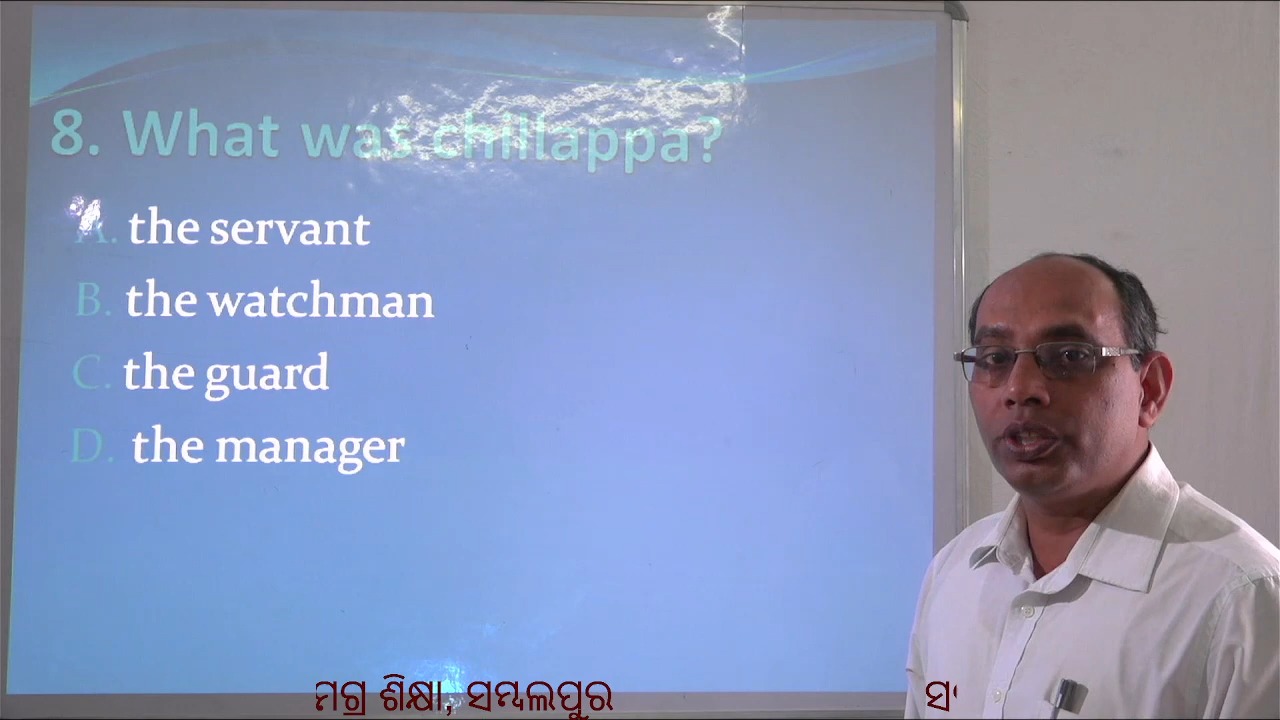 8. What was chillappa?
A. the servant
B. the watchman
C. the guard
D. the manager
ମଗ୍ର ଶିକ୍ଷା, ସମ୍ବଲପୁର